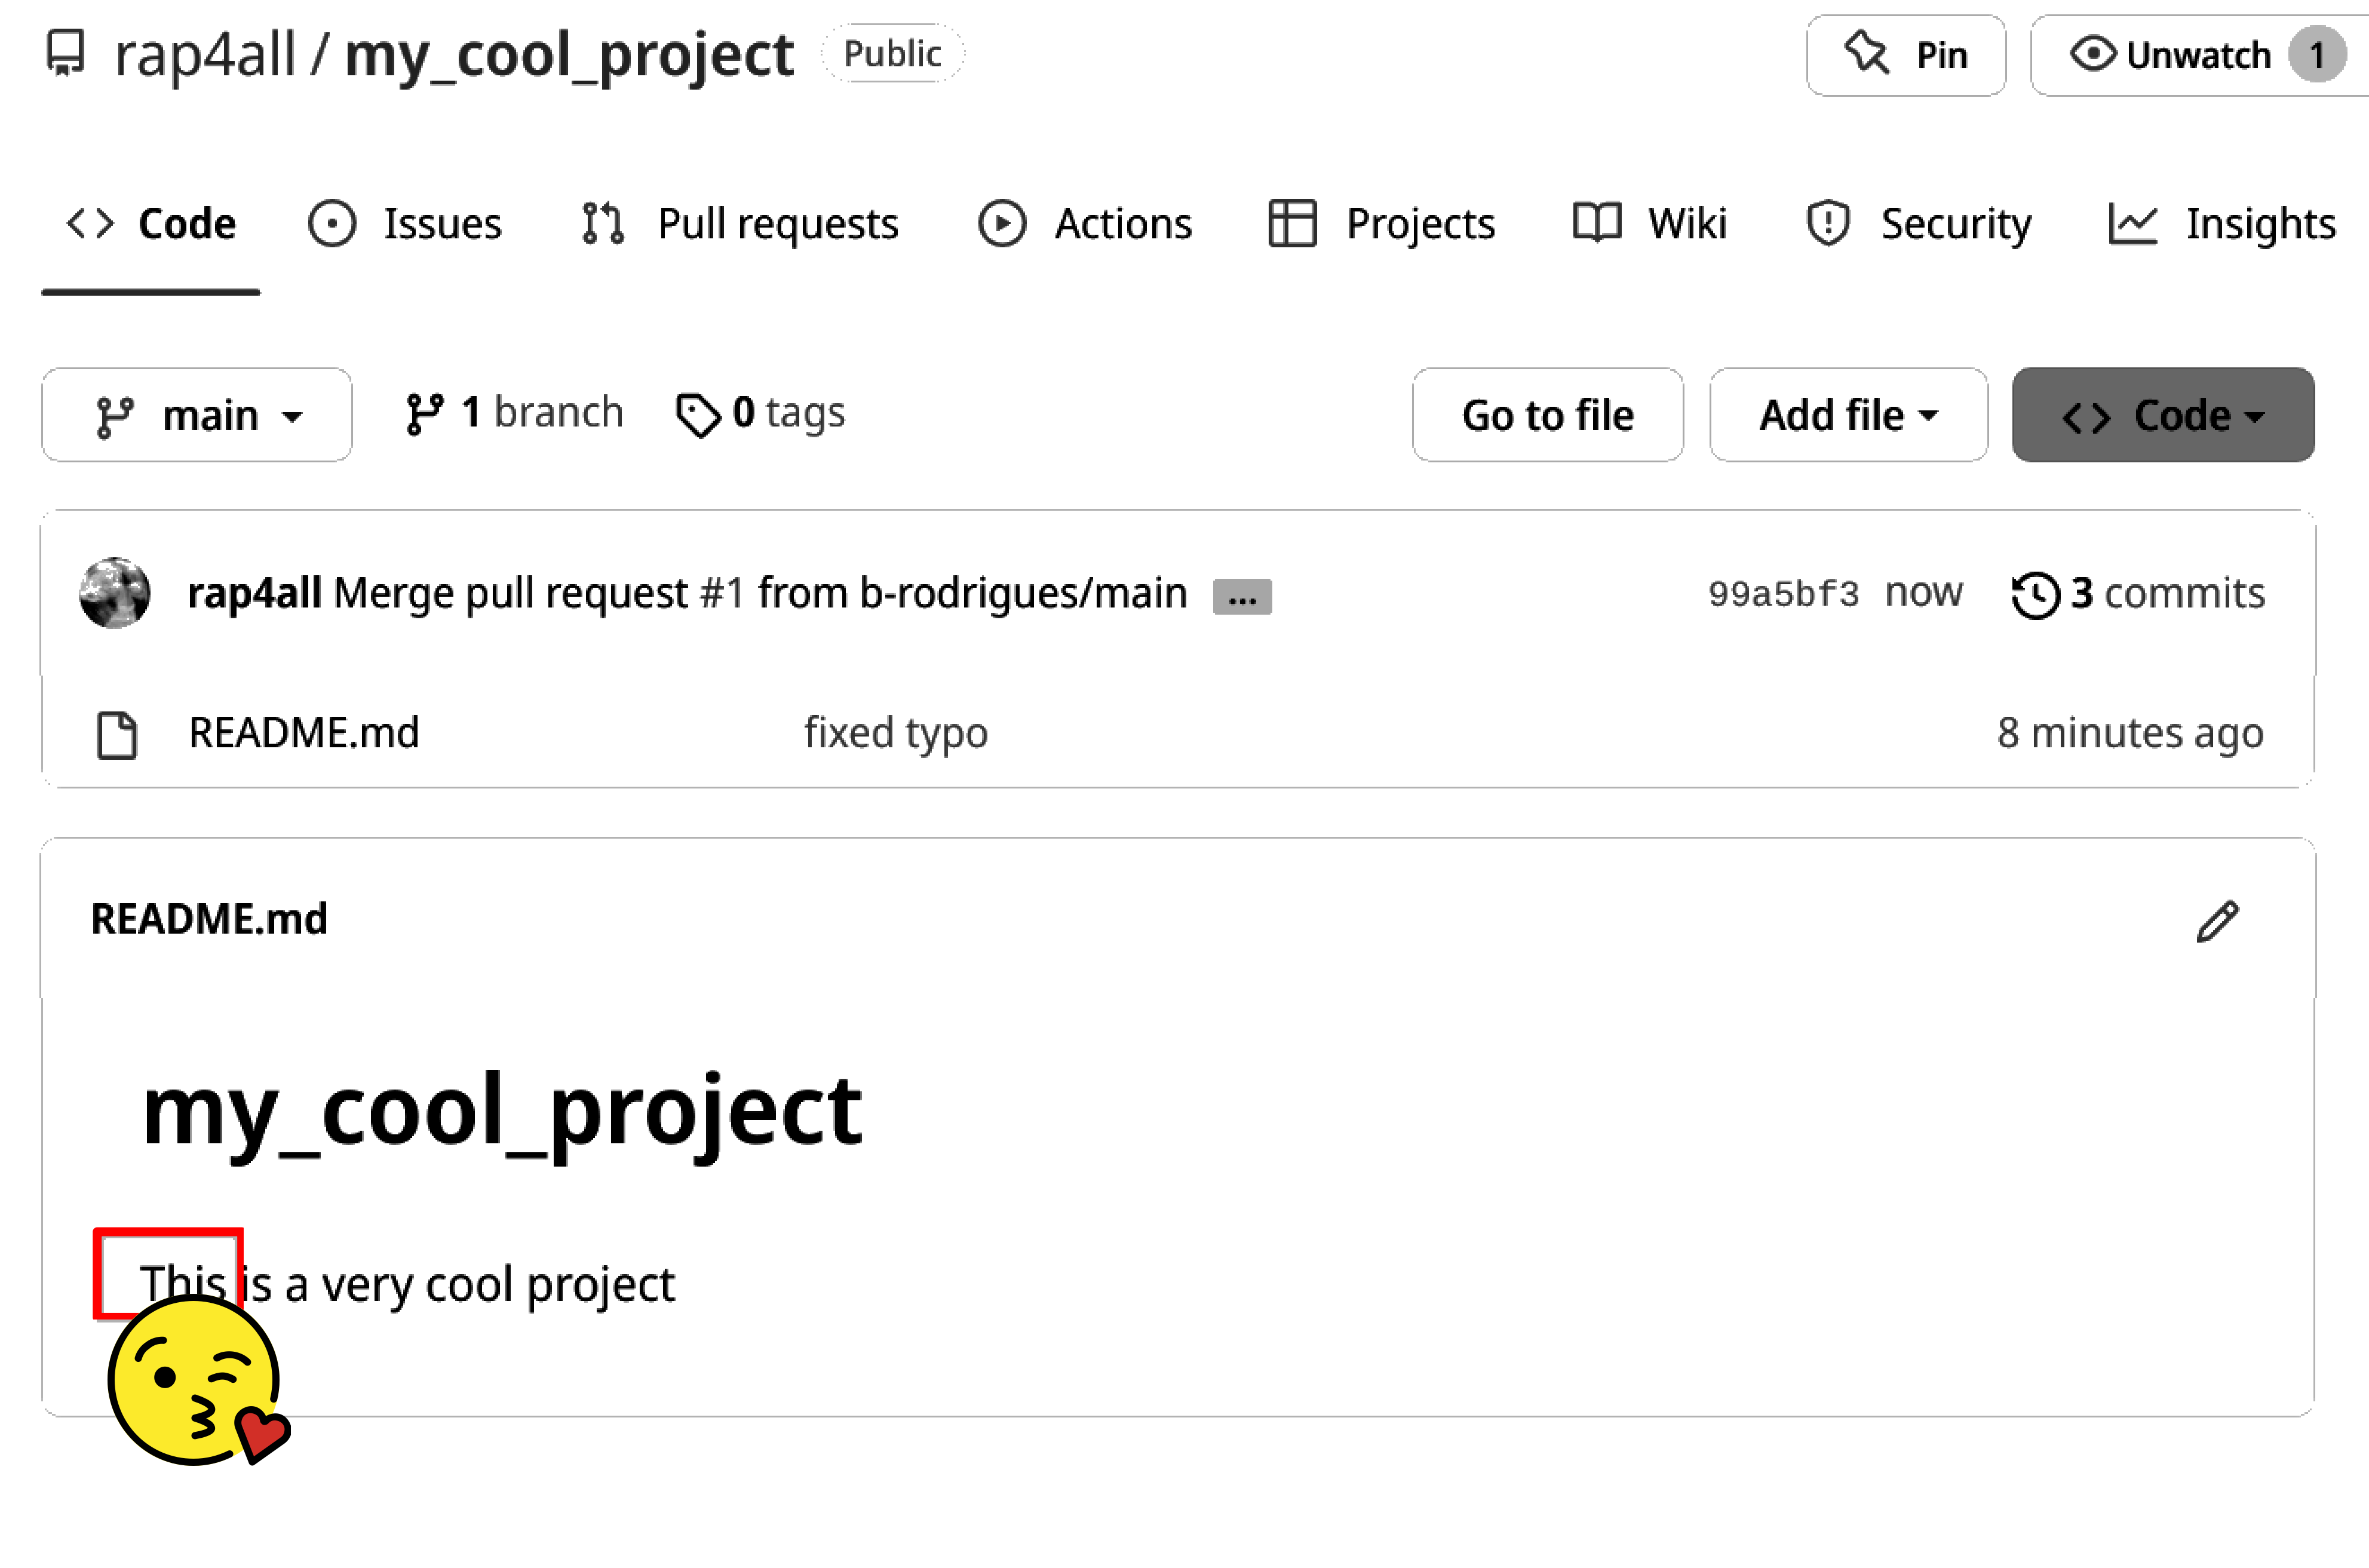 rap4all / my_cool_project Public Pin Unwatch 1
Code Issues Pull requests Actions Projects Wiki Security Insights
main 1 branch 0 tags Go to file Add file Code
rap4all Merge pull request #1 from b-rodrigues/main ... 99a5bf3 now 3 commits
README.md fixed typo 8 minutes ago
README.md
my_cool_project
This is a very cool project